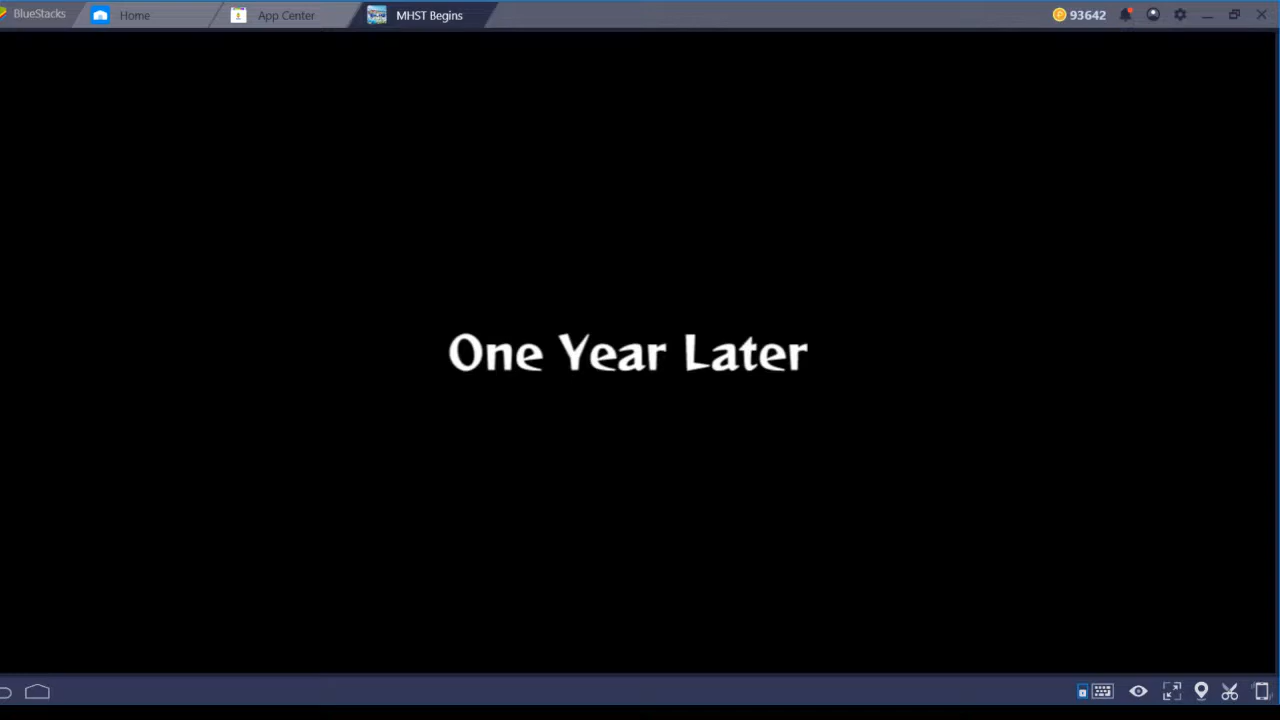 BlueStacks
Home
App Center
MHST Begins
93642
One Year Later